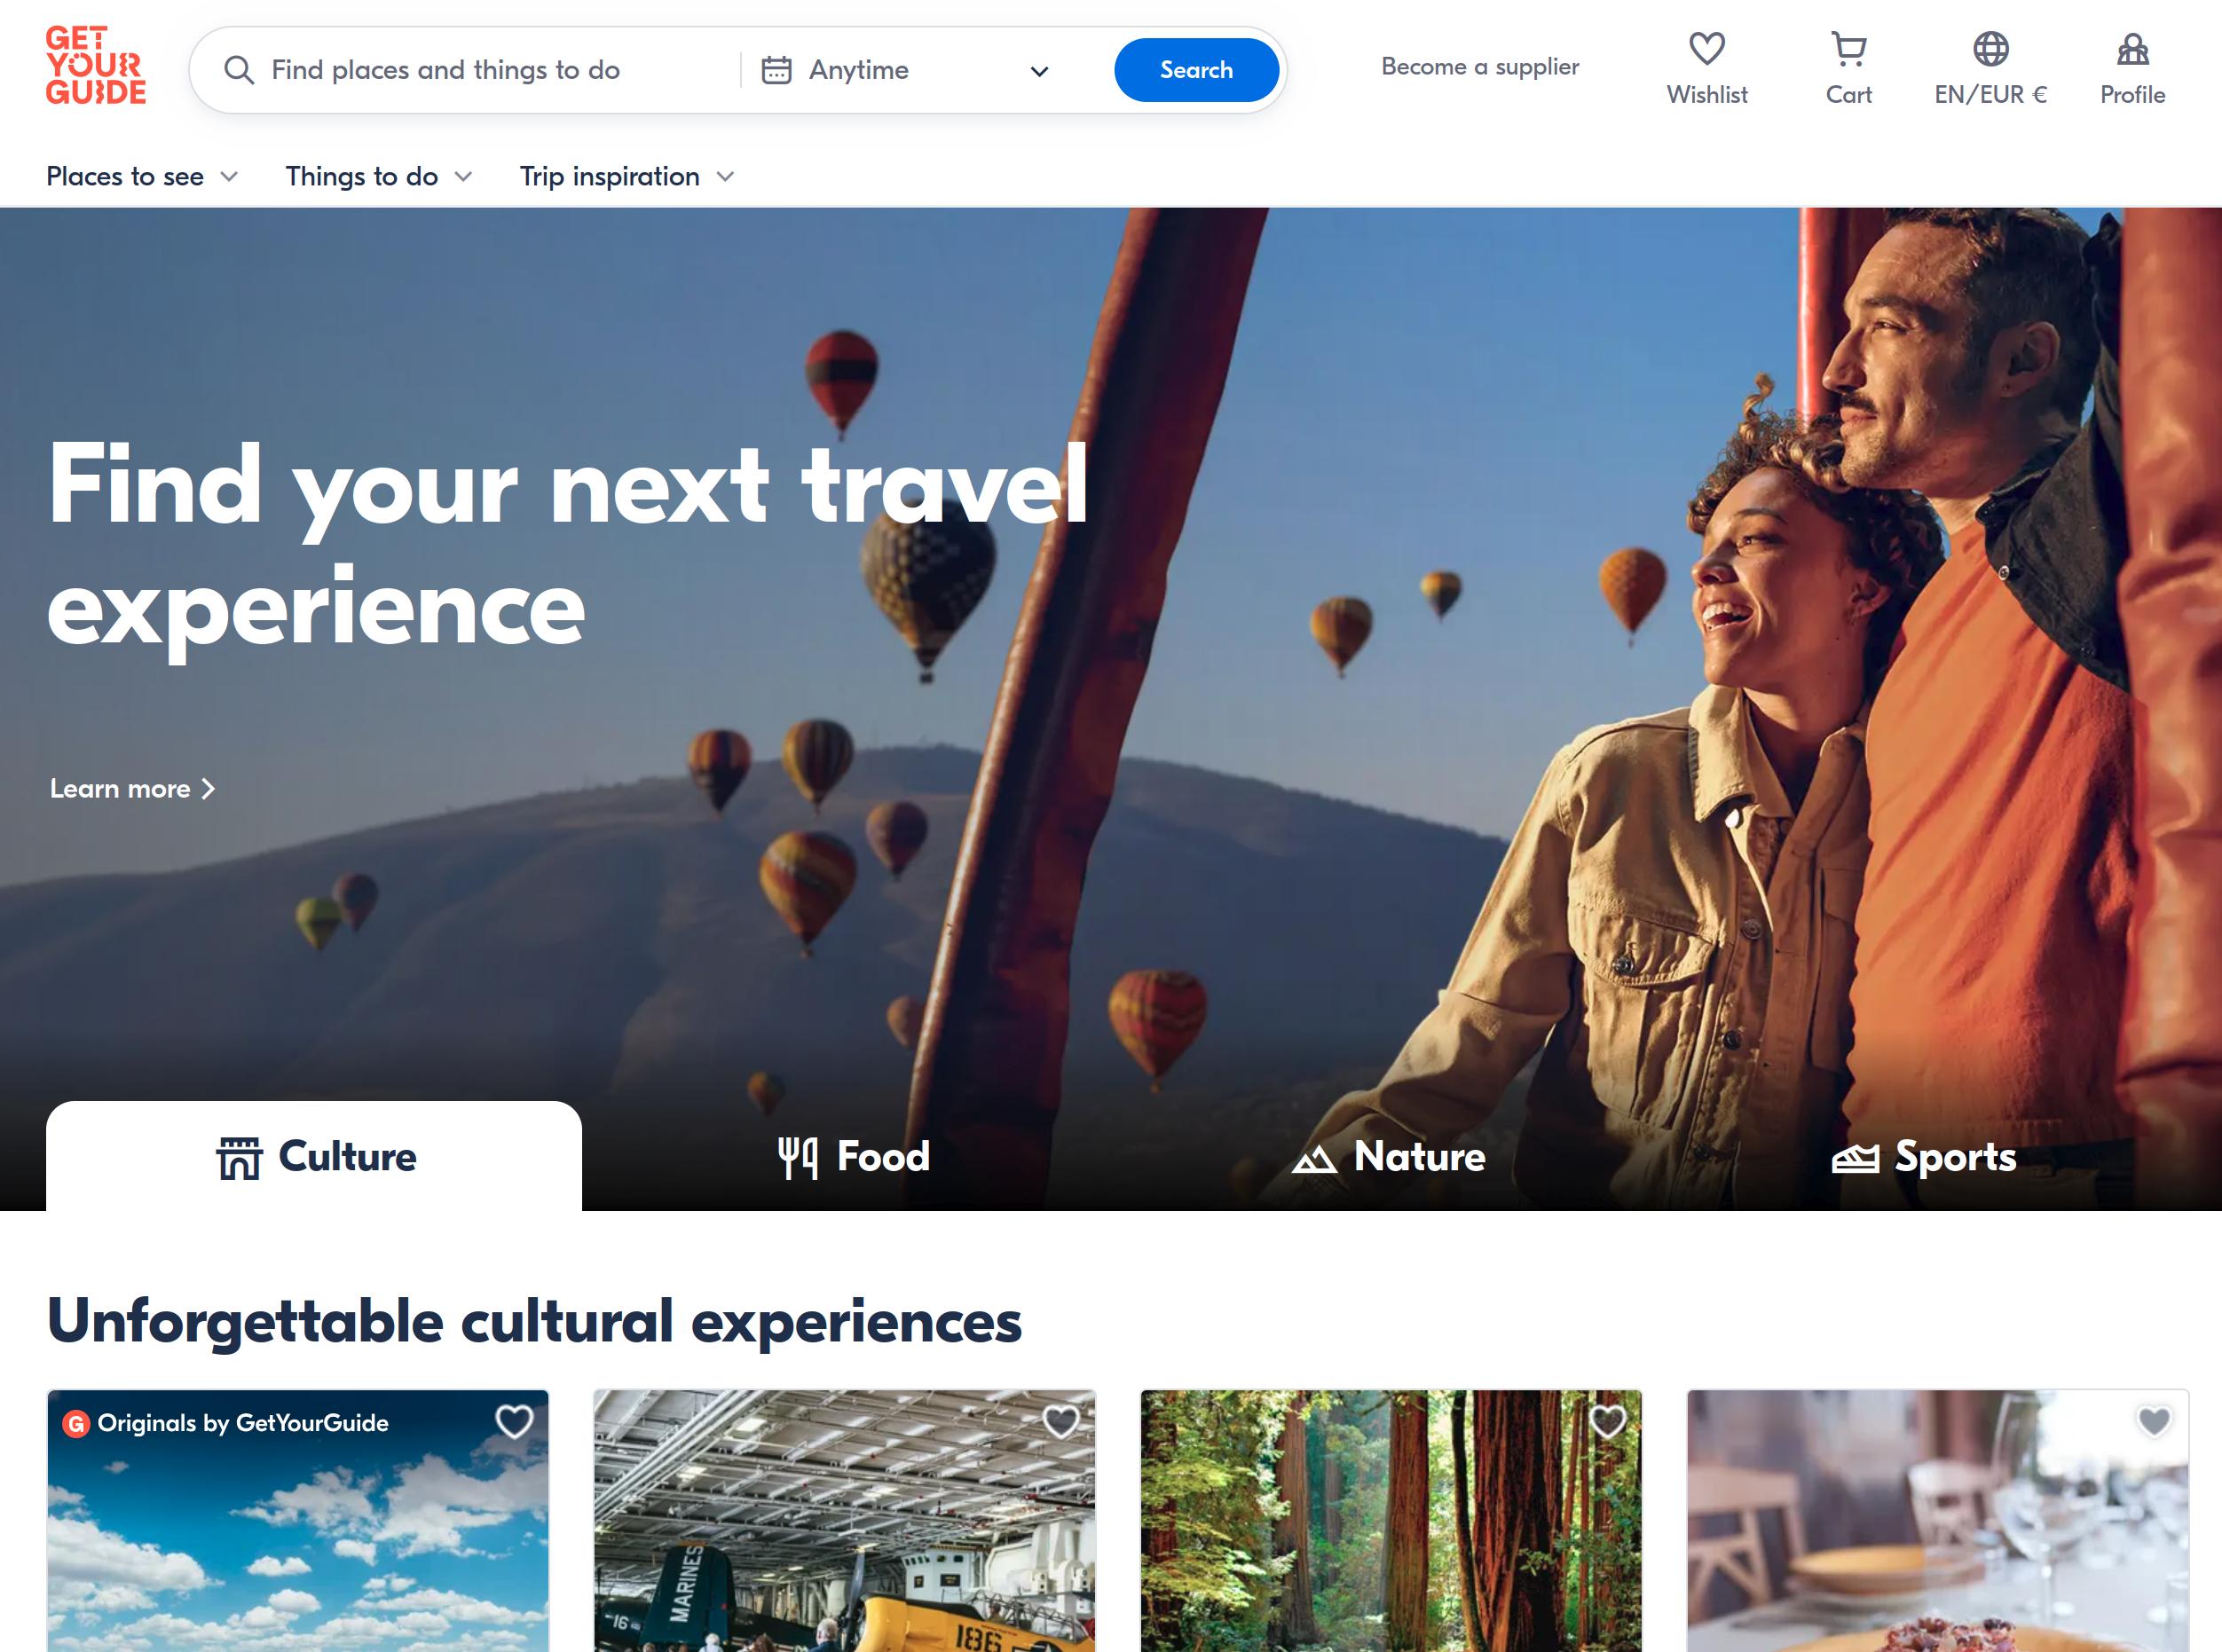 GET
YOUR
GUIDE
Find places and things to do
Anytime
Search
Become a supplier
Wishlist
Cart
EN/EUR €
Profile
Places to see
Things to do
Trip inspiration
Find your next travel
experience
Learn more
Culture
Food
Nature
Sports
Unforgettable cultural experiences
G Originals by GetYourGuide
MARINES
16
186